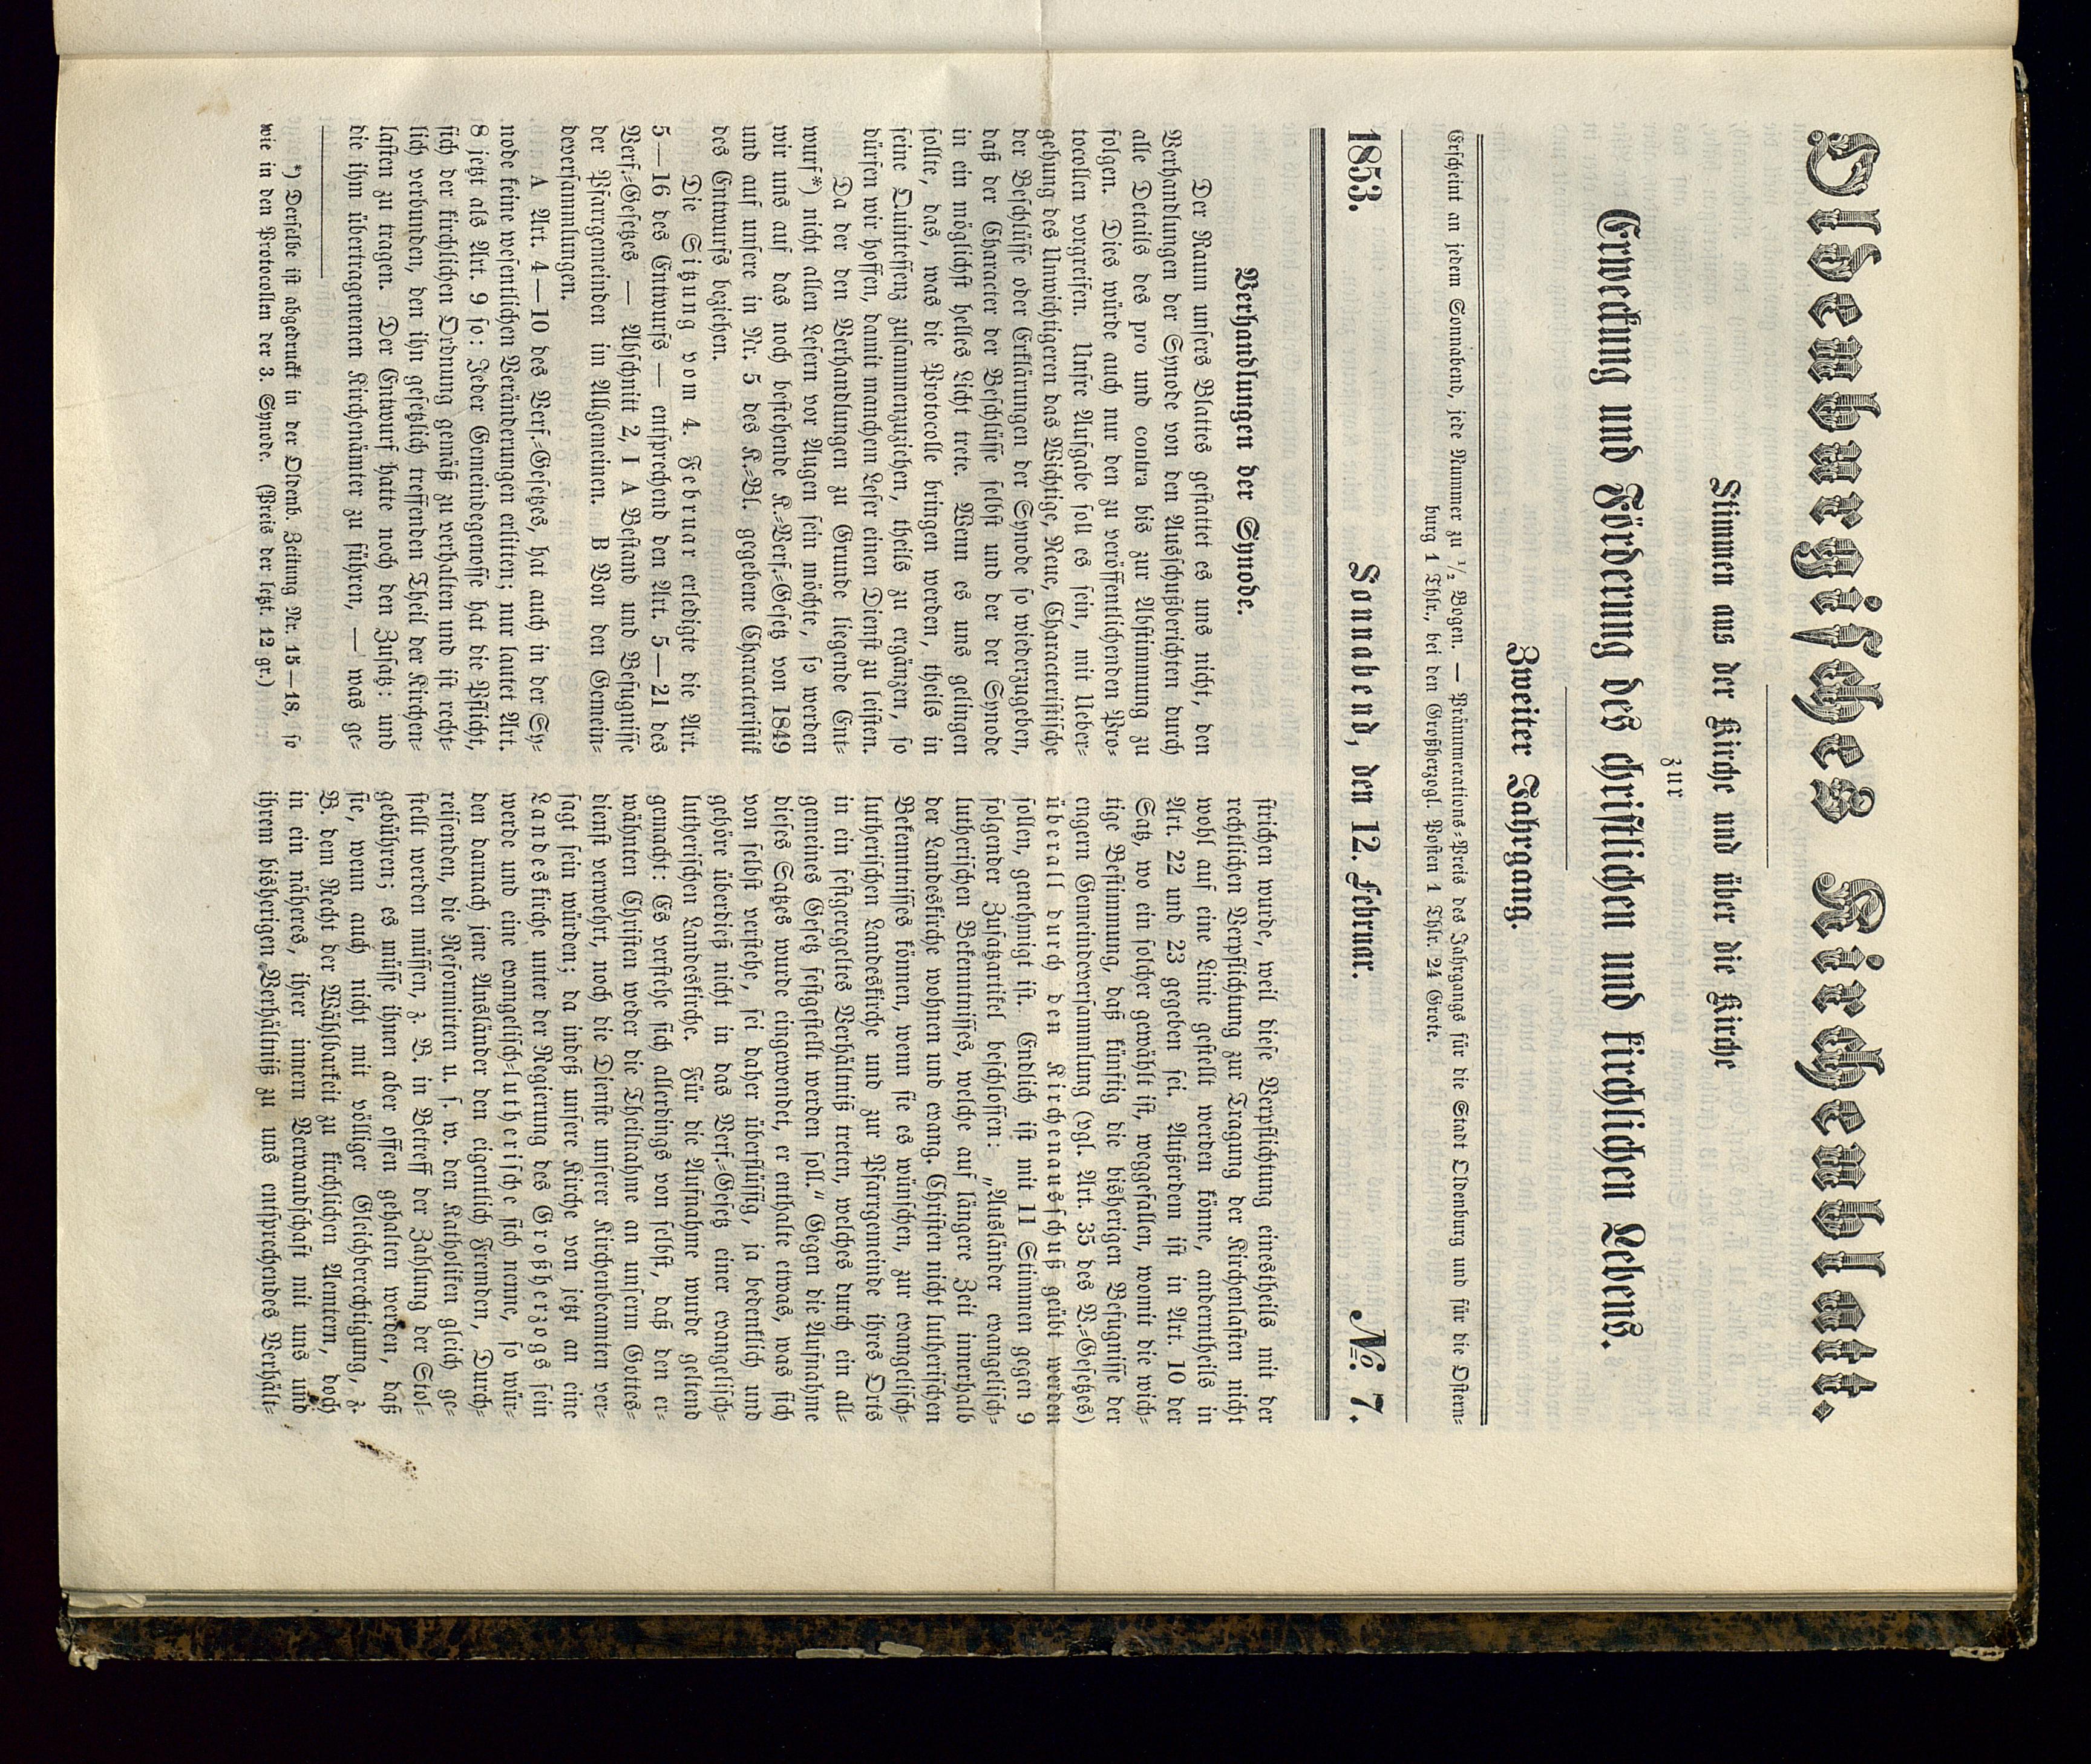 Oldenburgisches Kirchenblatt.
Stimmen aus der Kirche und über die Kirche
zur
Erweckung und Förderung des christlichen und kirchlichen Lebens.
Zweiter Jahrgang.
Erscheint an jedem Sonnabend, jede Nummer zu ½ Bogen. — Pränumerations-Preis des Jahrgangs für die Stadt Oldenburg und für die Ostern-
burg 1 Thlr., bei den Großherzogl. Posten 1 Thlr. 24 Grote.
1853. Sonnabend, den 12. Februar. № 7.
Verhandlungen der Synode.
Der Raum unsers Blattes gestattet es uns nicht, den
Verhandlungen der Synode von den Ausschußberichten durch
alle Details des pro und contra bis zur Abstimmung zu
folgen. Dies würde auch nur den zu veröffentlichenden Pro-
tocollen vorgreifen. Unsre Aufgabe soll es sein, mit Ueber-
gehung des Unwichtigeren das Wichtige, Neue, Characteristische
der Beschlüsse oder Erklärungen der Synode so wiederzugeben,
daß der Character der Beschlüsse selbst und der der Synode
in ein möglichst helles Licht trete. Wenn es uns gelingen
sollte, das, was die Protocolle bringen werden, theils in
seine Quintessenz zusammenzuziehen, theils zu ergänzen, so
dürfen wir hoffen, damit manchem Leser einen Dienst zu leisten.
Da der den Verhandlungen zu Grunde liegende Ent-
wurf*) nicht allen Lesern vor Augen sein möchte, so werden
wir uns auf das noch bestehende K.-Verf.-Gesetz von 1849
und auf unsere in Nr. 5 des K.-Bl. gegebene Characteristik
des Entwurfs beziehen.
Die Sitzung vom 4. Februar erledigte die Art.
5—16 des Entwurfs — entsprechend den Art. 5—21 des
Verf-Gesetzes — Abschnitt 2, I A Bestand und Befugnisse
der Pfarrgemeinden im Allgemeinen. B Von den Gemein-
deversammlungen.
A Art. 4—10 des Verf.-Gesetzes, hat auch in der Sy-
node keine wesentlichen Veränderungen erlitten; nur lautet Art.
8 jetzt als Art. 9 so: Jeder Gemeindegenosse hat die Pflicht,
sich der kirchlichen Ordnung gemäß zu verhalten und ist recht-
lich verbunden, den ihn gesetzlich treffenden Theil der Kirchen-
lasten zu tragen. Der Entwurf hatte noch den Zusatz: und
die ihm übertragenenen Kirchenämter zu führen, — was ge-
*) Derselbe ist abgedruckt in der Oldenb. Zeitung Nr. 15—18, so
wie in den Protocollen der 3. Synode. (Preis der letzt. 12 gr.)
strichen wurde, weil diese Verpflichtung einestheils mit der
rechtlichen Verpflichtung zur Tragung der Kirchenlasten nicht
wohl auf eine Linie gestellt werden könne, anderntheils in
Art. 22 und 23 gegeben sei. Außerdem ist in Art. 10 der
Satz, wo ein solcher gewählt ist, weggefallen, womit die wich-
tige Bestimmung, daß künftig die bisherigen Befugnisse der
engern Gemeindeversammlung (vgl. Art. 35 des V.-Gesetzes)
überall durch den Kirchenausschuß geübt werden
sollen, genehmigt ist. Endlich ist mit 11 Stimmen gegen 9
folgender Zusatzartikel beschlossen: „Ausländer evangelisch-
lutherischen Bekenntnisses, welche auf längere Zeit innerhalb
der Landeskirche wohnen und evang. Christen nicht lutherischen
Bekenntnisses können, wenn sie es wünschen, zur evangelisch-
lutherischen Landeskirche und zur Pfarrgemeinde ihres Orts
in ein festgeregeltes Verhältniß treten, welches durch ein all-
gemeines Gesetz festgestellt werden soll.“ Gegen die Aufnahme
dieses Satzes wurde eingewendet, er enthalte etwas, was sich
von selbst verstehe, sei daher überflüssig, ja bedenklich und
gehöre überdieß nicht in das Verf.-Gesetz einer evangelisch-
lutherischen Landeskirche. Für die Aufnahme wurde geltend
gemacht: Es verstehe sich allerdings von selbst, daß den er-
wähnten Christen weder die Theilnahme an unserm Gottes-
dienst verwehrt, noch die Dienste unserer Kirchenbeamten ver-
sagt sein würden; da indeß unsere Kirche von jetzt an eine
Landeskirche unter der Regierung des Großherzogs sein
werde und eine evangelisch-lutherische sich nenne, so wür-
den darnach jene Ausländer den eigentlich Fremden, Durch-
reisenden, die Reformirten u. s. w. den Katholiken gleich ge-
stellt werden müssen, z. B. in Betreff der Zahlung der Stol-
gebühren; es müsse ihnen aber offen gehalten werden, daß
sie, wenn auch nicht mit völliger Gleichberechtigung, z.
B. dem Recht der Wählbarkeit zu kirchlichen Aemtern, doch
in ein näheres, ihrer innern Verwandschaft mit uns und
ihrem bisherigen Verhältniß zu uns entsprechendes Verhält-